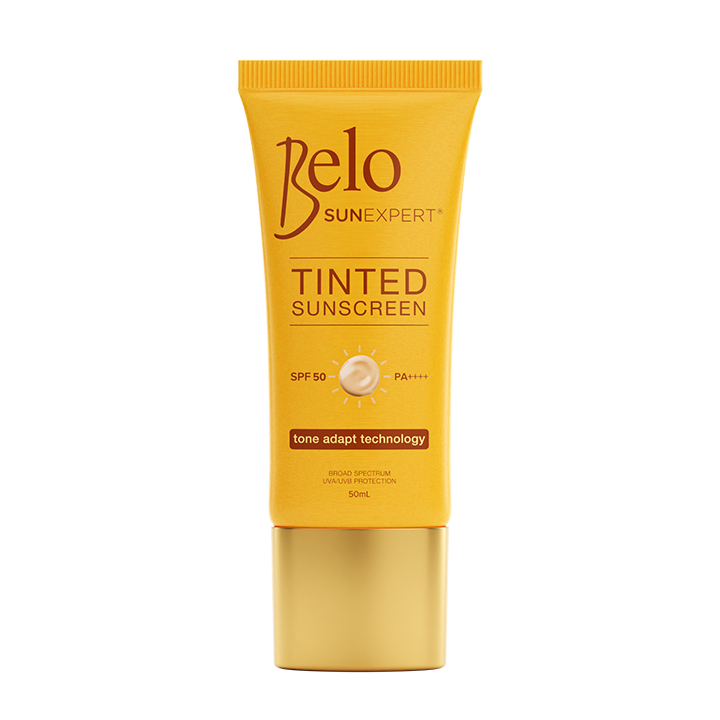 Belo
SUNEXPERT®
TINTED
SUNSCREEN
SPF 50 PA++++
tone adapt technology
BROAD SPECTRUM
UVA/UVB PROTECTION
50mL